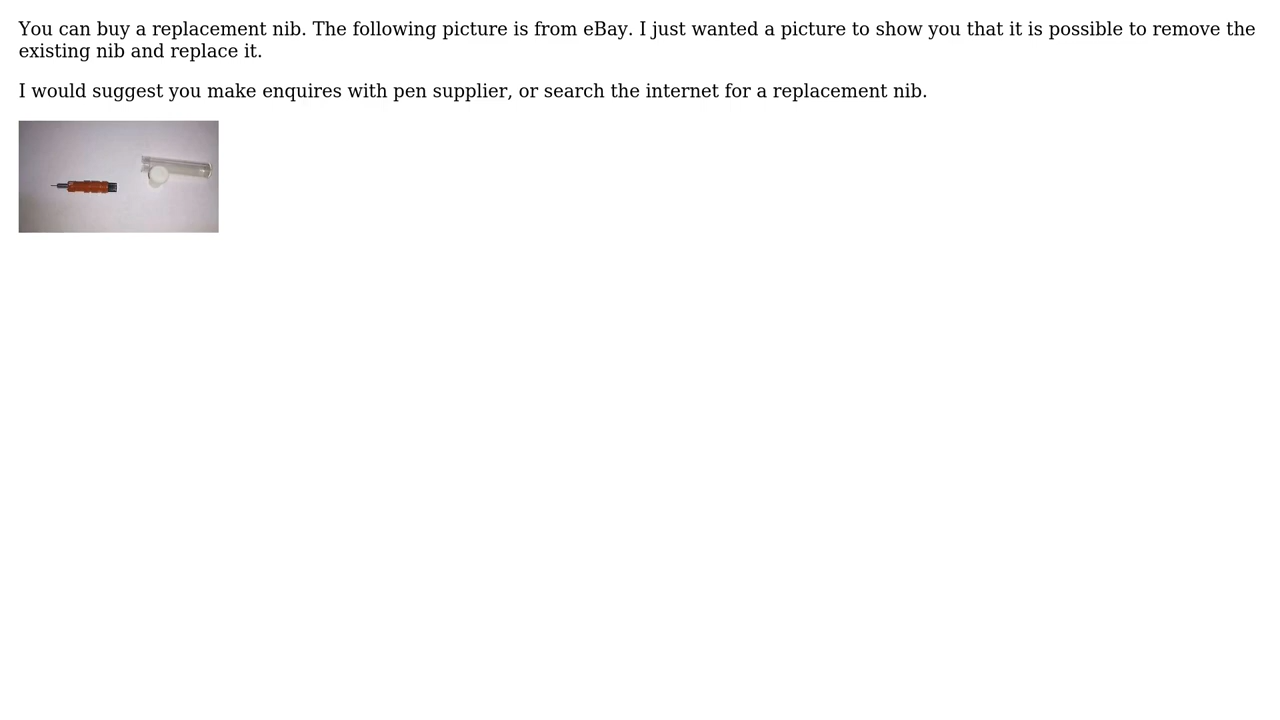 You can buy a replacement nib. The following picture is from eBay. I just wanted a picture to show you that it is possible to remove the
existing nib and replace it.
I would suggest you make enquires with pen supplier, or search the internet for a replacement nib.